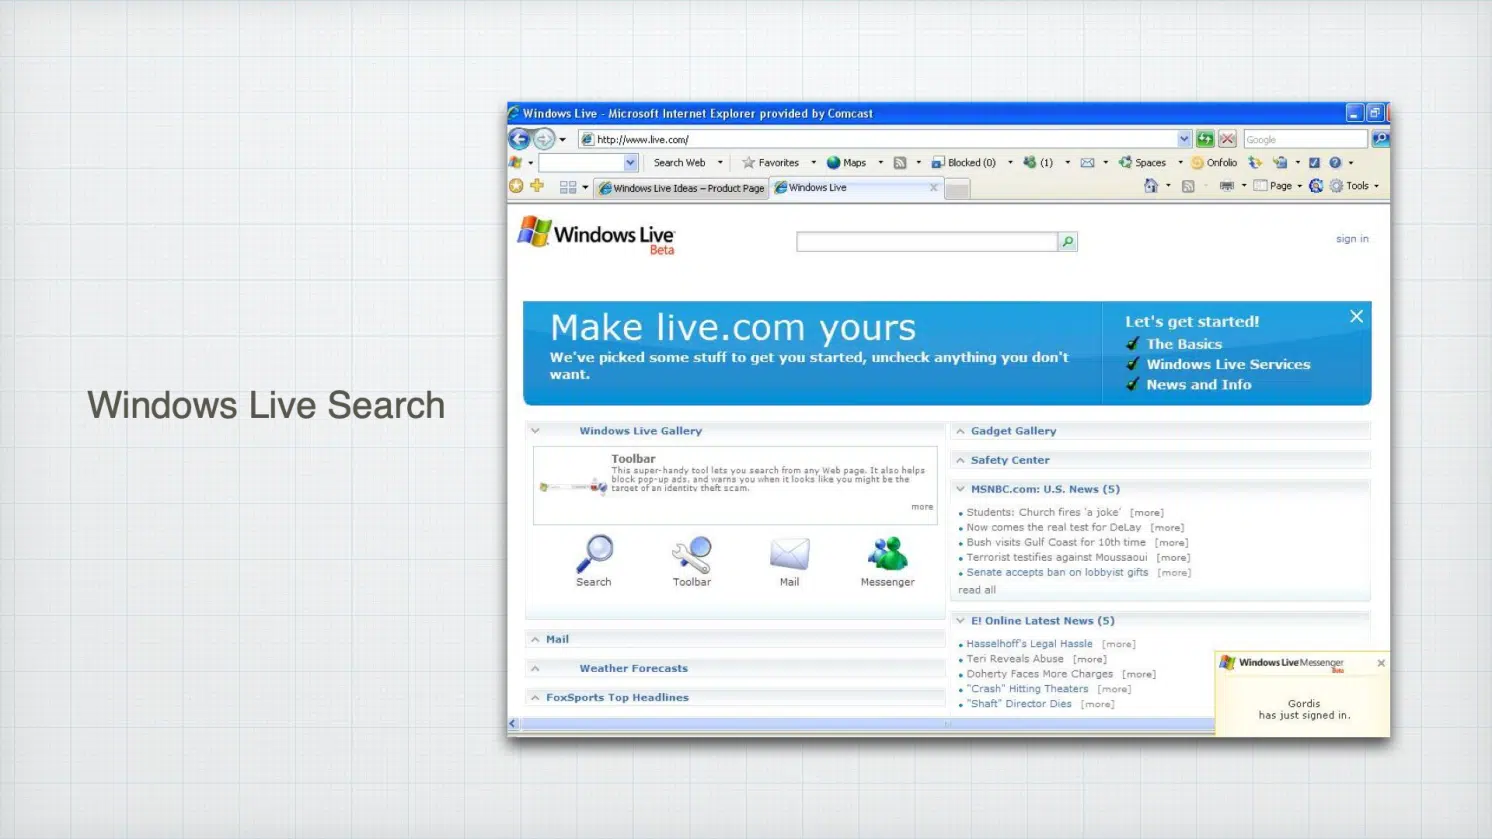 Windows Live Search
Windows Live - Microsoft Internet Explorer provided by Comcast
http://www.live.com/
Google
Search Web
Favorites
Maps
Blocked (0)
(1)
Spaces
Onfolio
Windows Live Ideas – Product Page
Windows Live
Page
Tools
Windows Live
Beta
sign in
Make live.com yours
We've picked some stuff to get you started, uncheck anything you don't
want.
Let's get started!
The Basics
Windows Live Services
News and Info
Windows Live Gallery
Toolbar
This super-handy tool lets you search from any Web page. It also helps
block pop-up ads, and warns you when it looks like you might be the
target of an identity theft scam.
more
Search
Toolbar
Mail
Messenger
Mail
Weather Forecasts
FoxSports Top Headlines
Gadget Gallery
Safety Center
MSNBC.com: U.S. News (5)
Students: Church fires 'a joke' [more]
Now comes the real test for DeLay [more]
Bush visits Gulf Coast for 10th time [more]
Terrorist testifies against Moussaoui [more]
Senate accepts ban on lobbyist gifts [more]
read all
E! Online Latest News (5)
Hasselhoff's Legal Hassle [more]
Teri Reveals Abuse [more]
Doherty Faces More Charges [more]
"Crash" Hitting Theaters [more]
"Shaft" Director Dies [more]
Windows Live Messenger
Beta
Gordis
has just signed in.